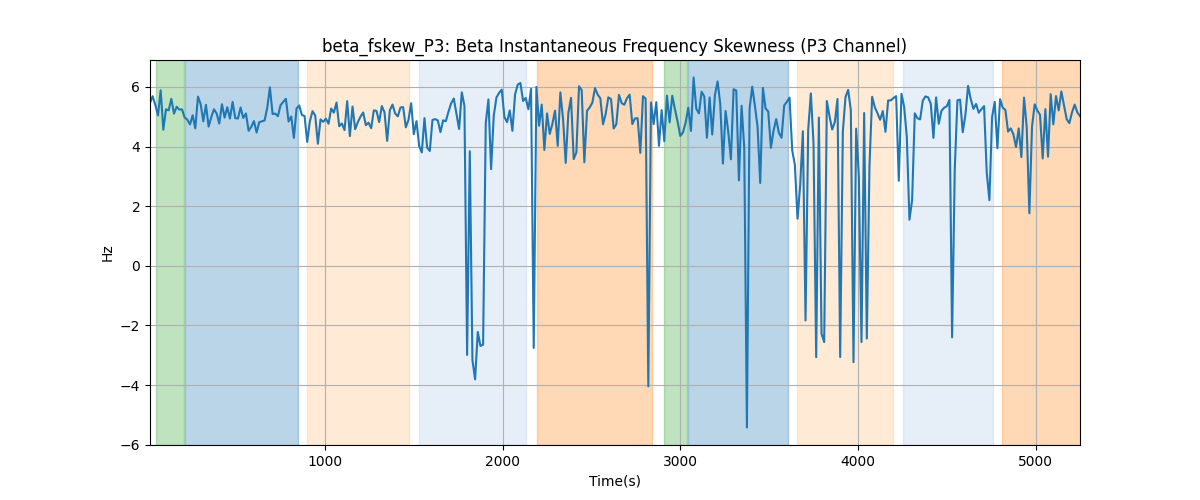 beta_fskew_P3: Beta Instantaneous Frequency Skewness (P3 Channel)
6
4
2
0
−2
−4
−6
Hz
1000 2000 3000 4000 5000
Time(s)